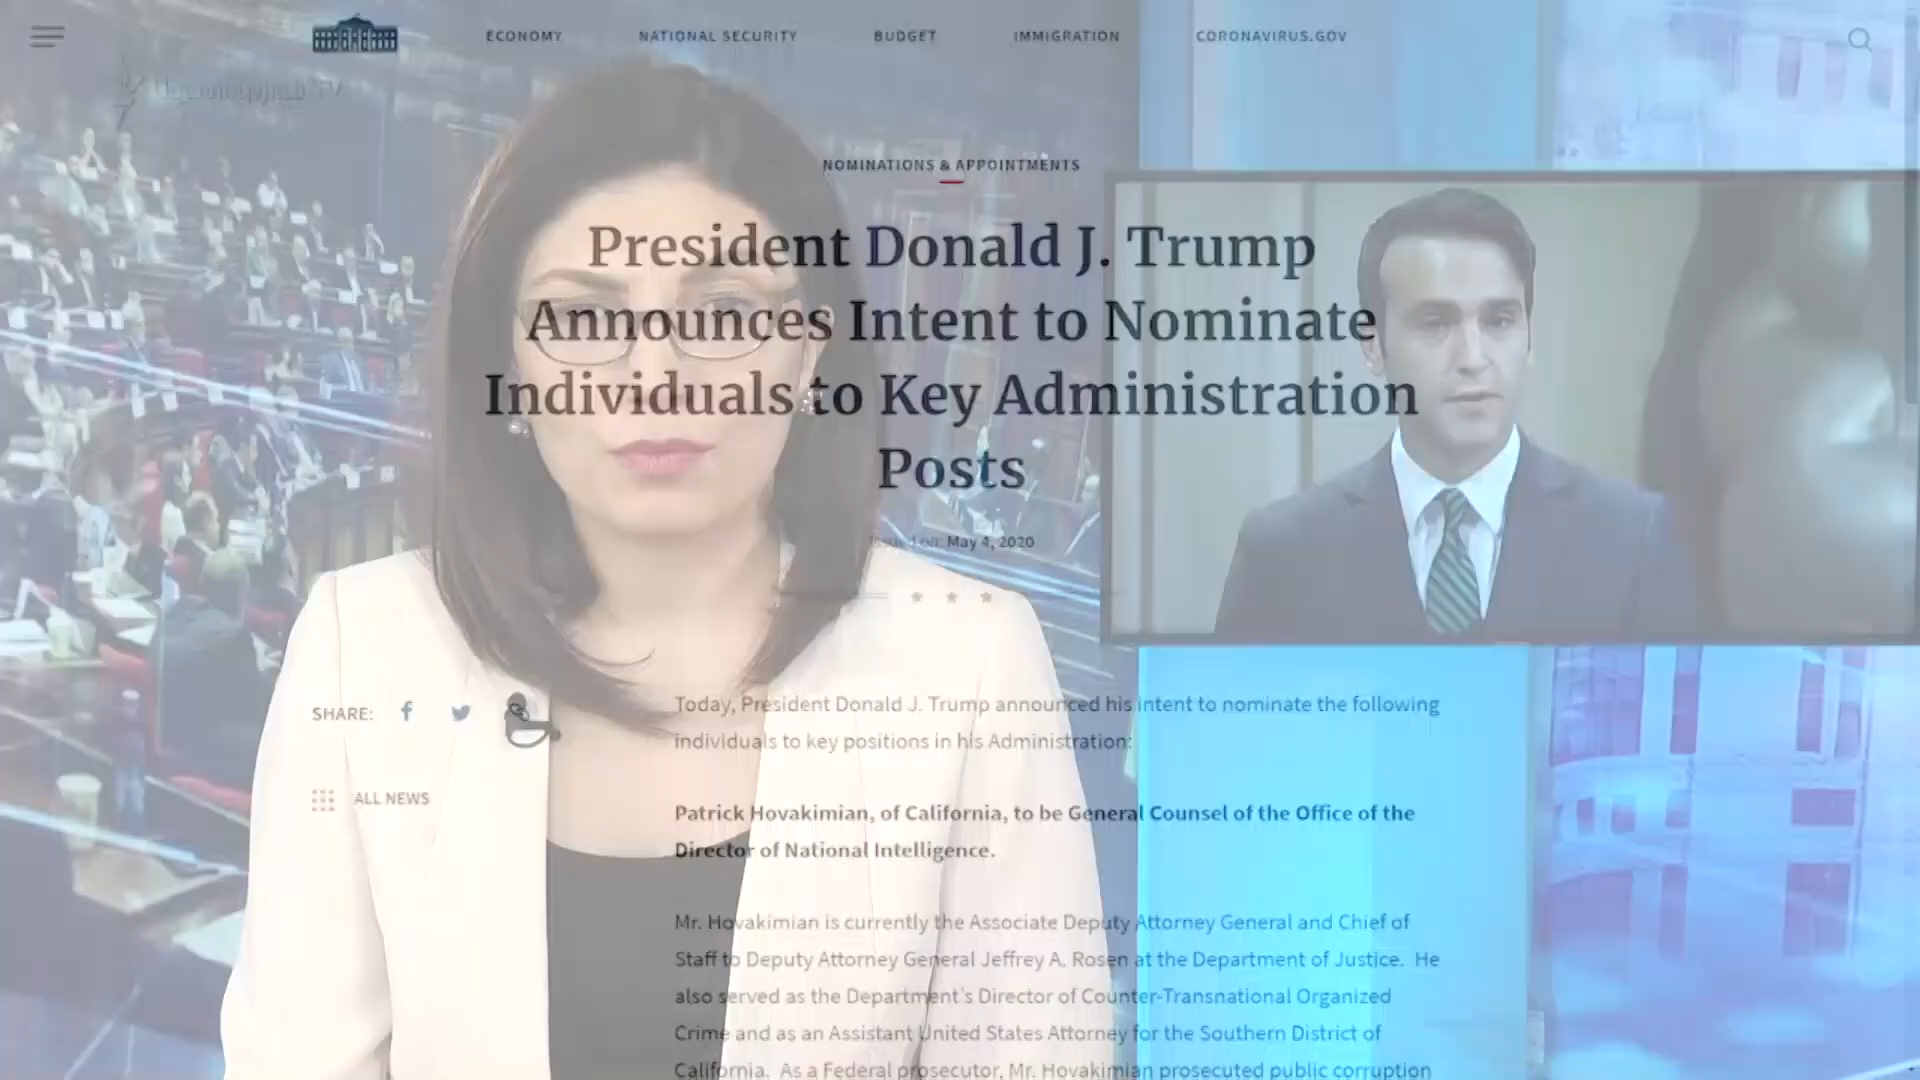 ECONOMY NATIONAL SECURITY BUDGET IMMIGRATION CORONAVIRUS.GOV
NOMINATIONS & APPOINTMENTS
President Donald J. Trump
Announces Intent to Nominate
Individuals to Key Administration
Posts
Issued on: May 4, 2020
SHARE:
ALL NEWS
Today, President Donald J. Trump announced his intent to nominate the following
individuals to key positions in his Administration:
Patrick Hovakimian, of California, to be General Counsel of the Office of the
Director of National Intelligence.
Mr. Hovakimian is currently the Associate Deputy Attorney General and Chief of
Staff to Deputy Attorney General Jeffrey A. Rosen at the Department of Justice. He
also served as the Department's Director of Counter-Transnational Organized
Crime and as an Assistant United States Attorney for the Southern District of
California. As a Federal prosecutor, Mr. Hovakimian prosecuted public corruption